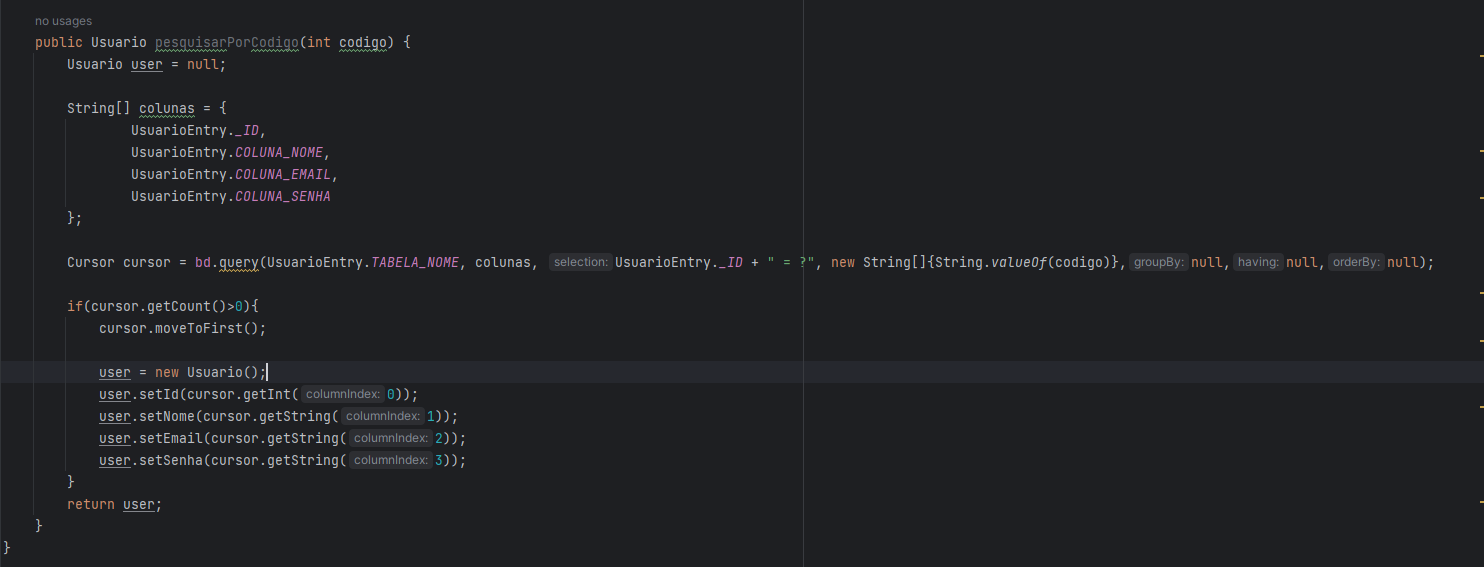 no usages
public Usuario pesquisarPorCodigo(int codigo) {
Usuario user = null;
String[] colunas = {
UsuarioEntry._ID,
UsuarioEntry.COLUNA_NOME,
UsuarioEntry.COLUNA_EMAIL,
UsuarioEntry.COLUNA_SENHA
};
Cursor cursor = bd.query(UsuarioEntry.TABELA_NOME, colunas, selection: UsuarioEntry._ID + " = ?", new String[]{String.valueOf(codigo)}, groupBy: null, having: null, orderBy: null);
if(cursor.getCount()>0){
cursor.moveToFirst();
user = new Usuario();
user.setId(cursor.getInt( columnIndex: 0));
user.setNome(cursor.getString( columnIndex: 1));
user.setEmail(cursor.getString( columnIndex: 2));
user.setSenha(cursor.getString( columnIndex: 3));
}
return user;
}
}